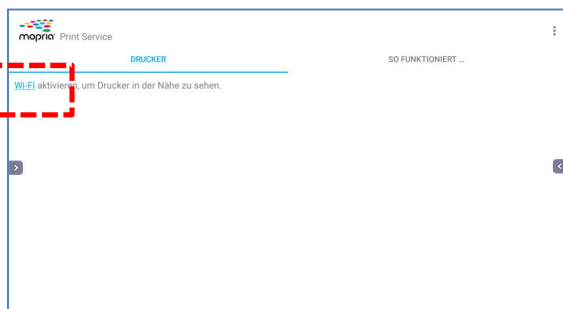 mopria Print Service
DRUCKER
SO FUNKTIONIERT ...
Wi-Fi aktivieren, um Drucker in der Nähe zu sehen.